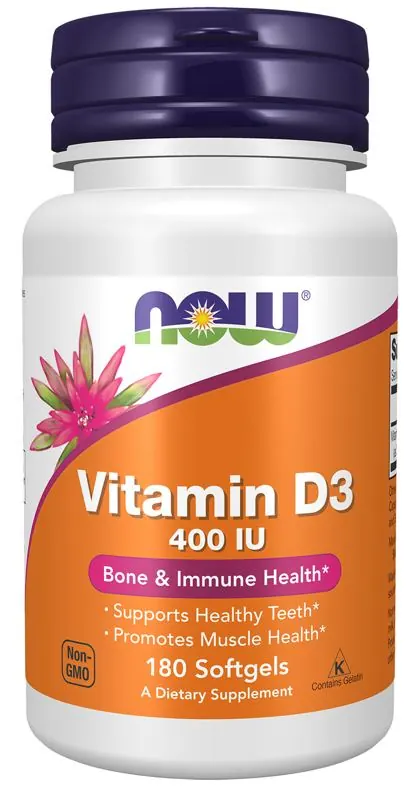 NOW®
Vitamin D3
400 IU
Bone & Immune Health*
• Supports Healthy Teeth*
• Promotes Muscle Health*
180 Softgels
A Dietary Supplement
Non-
GMO
K
Contains Gelatin